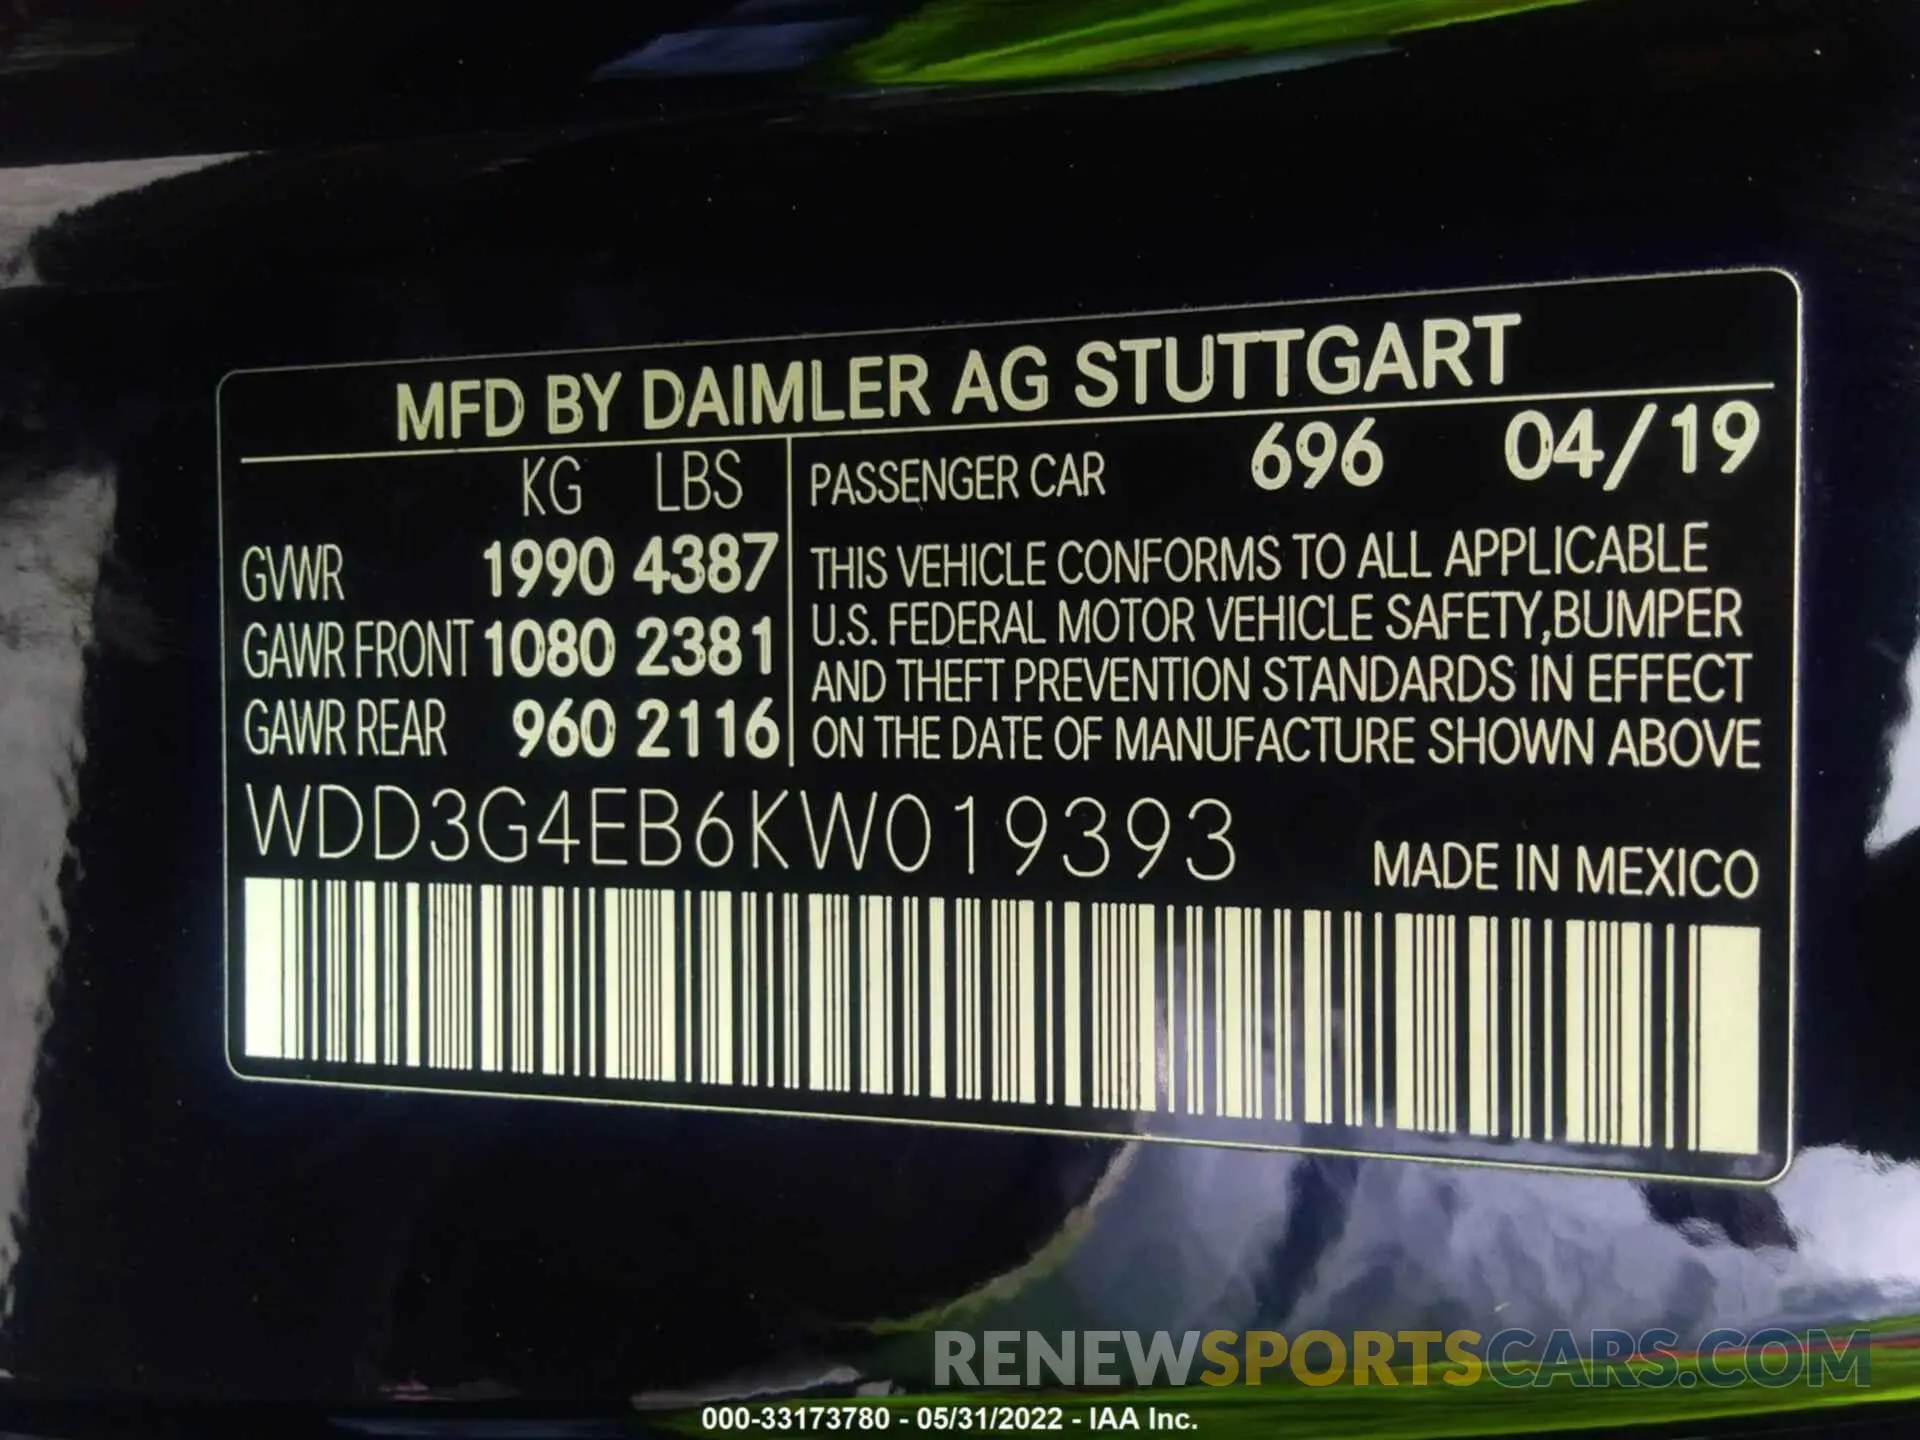 MFD BY DAIMLER AG STUTTGART
KG LBS
GVWR 1990 4387
GAWR FRONT 1080 2381
GAWR REAR 960 2116
PASSENGER CAR 696 04/19
THIS VEHICLE CONFORMS TO ALL APPLICABLE
U.S. FEDERAL MOTOR VEHICLE SAFETY,BUMPER
AND THEFT PREVENTION STANDARDS IN EFFECT
ON THE DATE OF MANUFACTURE SHOWN ABOVE
WDD3G4EB6KW019393
MADE IN MEXICO
RENEWSPORTSCARS.COM
000-33173780 - 05/31/2022 - IAA Inc.